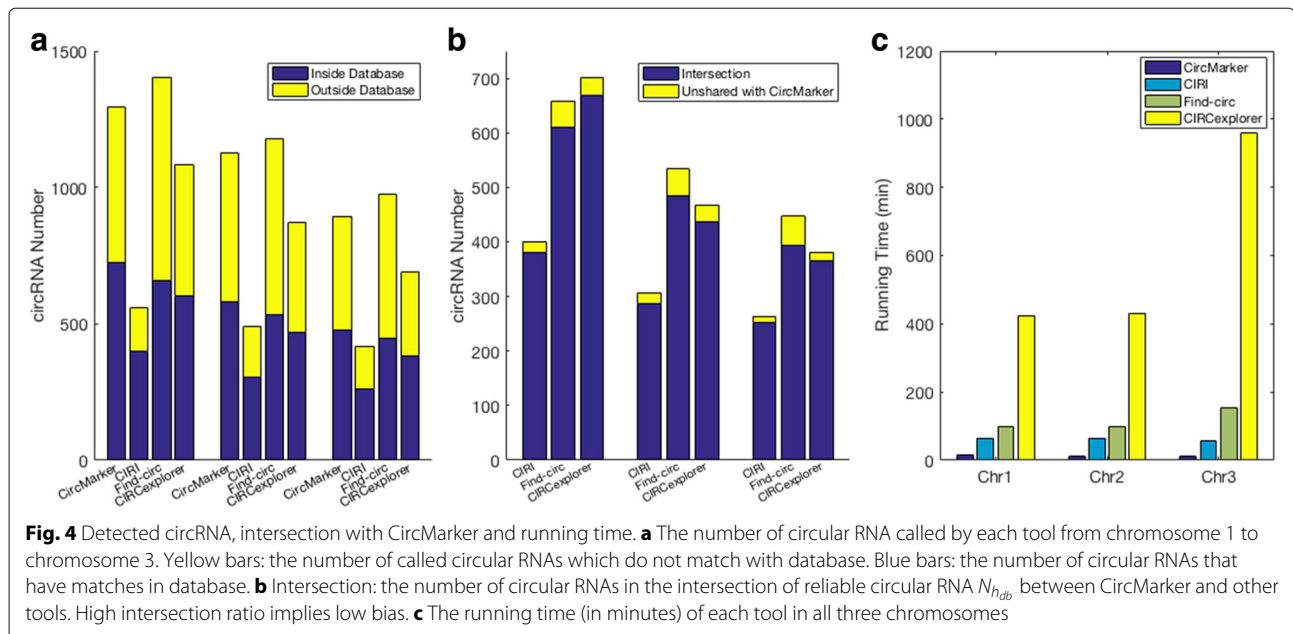 a
1500
1000
500
0
circRNA Number
Inside Database
Outside Database
CircMarker
CIRI
Find-circ
CIRCexplorer
CircMarker
CIRI
Find-circ
CIRCexplorer
CircMarker
CIRI
Find-circ
CIRCexplorer
b
700
600
500
400
300
200
100
0
circRNA Number
Intersection
Unshared with CircMarker
CIRI
Find-circ
CIRCexplorer
CIRI
Find-circ
CIRCexplorer
CIRI
Find-circ
CIRCexplorer
c
1200
1000
800
600
400
200
0
Running Time (min)
CircMarker
CIRI
Find-circ
CIRCexplorer
Chr1
Chr2
Chr3
Fig. 4 Detected circRNA, intersection with CircMarker and running time. a The number of circular RNA called by each tool from chromosome 1 to
chromosome 3. Yellow bars: the number of called circular RNAs which do not match with database. Blue bars: the number of circular RNAs that
have matches in database. b Intersection: the number of circular RNAs in the intersection of reliable circular RNA N_{h_{db}} between CircMarker and other
tools. High intersection ratio implies low bias. c The running time (in minutes) of each tool in all three chromosomes